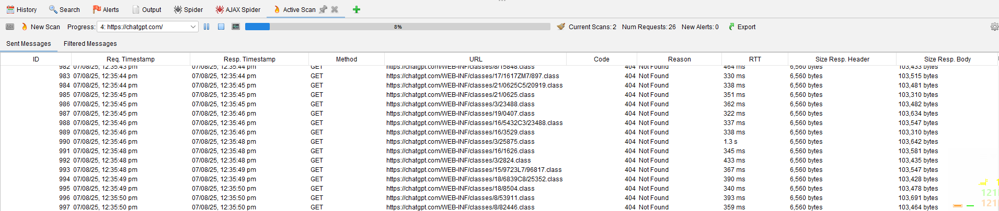 History Search Alerts Output Spider AJAX Spider Active Scan
New Scan Progress: 4: https://chatgpt.com/ 8% Current Scans: 2 Num Requests: 26 New Alerts: 0 Export
Sent Messages Filtered Messages
ID Req. Timestamp Resp. Timestamp Method URL Code Reason RTT Size Resp. Header Size Resp. Body
982 07/08/25, 12:35:43 pm 07/08/25, 12:35:44 pm GET https://chatgpt.com/WEB-INF/classes/8/15848.class 404 Not Found 464 ms 6,560 bytes 103,433 bytes
983 07/08/25, 12:35:44 pm 07/08/25, 12:35:44 pm GET https://chatgpt.com/WEB-INF/classes/17/1617ZM7/897.class 404 Not Found 330 ms 6,560 bytes 103,515 bytes
984 07/08/25, 12:35:44 pm 07/08/25, 12:35:45 pm GET https://chatgpt.com/WEB-INF/classes/21/0625C5/20919.class 404 Not Found 338 ms 6,560 bytes 103,481 bytes
985 07/08/25, 12:35:45 pm 07/08/25, 12:35:45 pm GET https://chatgpt.com/WEB-INF/classes/21/0625.class 404 Not Found 351 ms 6,560 bytes 103,310 bytes
986 07/08/25, 12:35:45 pm 07/08/25, 12:35:45 pm GET https://chatgpt.com/WEB-INF/classes/3/23488.class 404 Not Found 362 ms 6,560 bytes 103,482 bytes
987 07/08/25, 12:35:45 pm 07/08/25, 12:35:46 pm GET https://chatgpt.com/WEB-INF/classes/19/0407.class 404 Not Found 322 ms 6,560 bytes 103,634 bytes
988 07/08/25, 12:35:46 pm 07/08/25, 12:35:46 pm GET https://chatgpt.com/WEB-INF/classes/16/5432C3/23488.class 404 Not Found 337 ms 6,560 bytes 103,547 bytes
989 07/08/25, 12:35:46 pm 07/08/25, 12:35:46 pm GET https://chatgpt.com/WEB-INF/classes/16/3529.class 404 Not Found 338 ms 6,560 bytes 103,310 bytes
990 07/08/25, 12:35:46 pm 07/08/25, 12:35:48 pm GET https://chatgpt.com/WEB-INF/classes/3/25875.class 404 Not Found 1.3 s 6,560 bytes 103,642 bytes
991 07/08/25, 12:35:48 pm 07/08/25, 12:35:48 pm GET https://chatgpt.com/WEB-INF/classes/16/1626.class 404 Not Found 345 ms 6,560 bytes 103,581 bytes
992 07/08/25, 12:35:48 pm 07/08/25, 12:35:48 pm GET https://chatgpt.com/WEB-INF/classes/3/2824.class 404 Not Found 433 ms 6,560 bytes 103,435 bytes
993 07/08/25, 12:35:48 pm 07/08/25, 12:35:49 pm GET https://chatgpt.com/WEB-INF/classes/15/9723L7/96817.class 404 Not Found 367 ms 6,560 bytes 103,547 bytes
994 07/08/25, 12:35:49 pm 07/08/25, 12:35:49 pm GET https://chatgpt.com/WEB-INF/classes/18/6839C8/25352.class 404 Not Found 390 ms 6,560 bytes 103,428 bytes
995 07/08/25, 12:35:49 pm 07/08/25, 12:35:50 pm GET https://chatgpt.com/WEB-INF/classes/18/8504.class 404 Not Found 340 ms 6,560 bytes 103,478 bytes
996 07/08/25, 12:35:50 pm 07/08/25, 12:35:50 pm GET https://chatgpt.com/WEB-INF/classes/8/53911.class 404 Not Found 393 ms 6,560 bytes 103,691 bytes
997 07/08/25, 12:35:50 pm 07/08/25, 12:35:50 pm GET https://chatgpt.com/WEB-INF/classes/8/82446.class 404 Not Found 359 ms 6,560 bytes 103,464 bytes